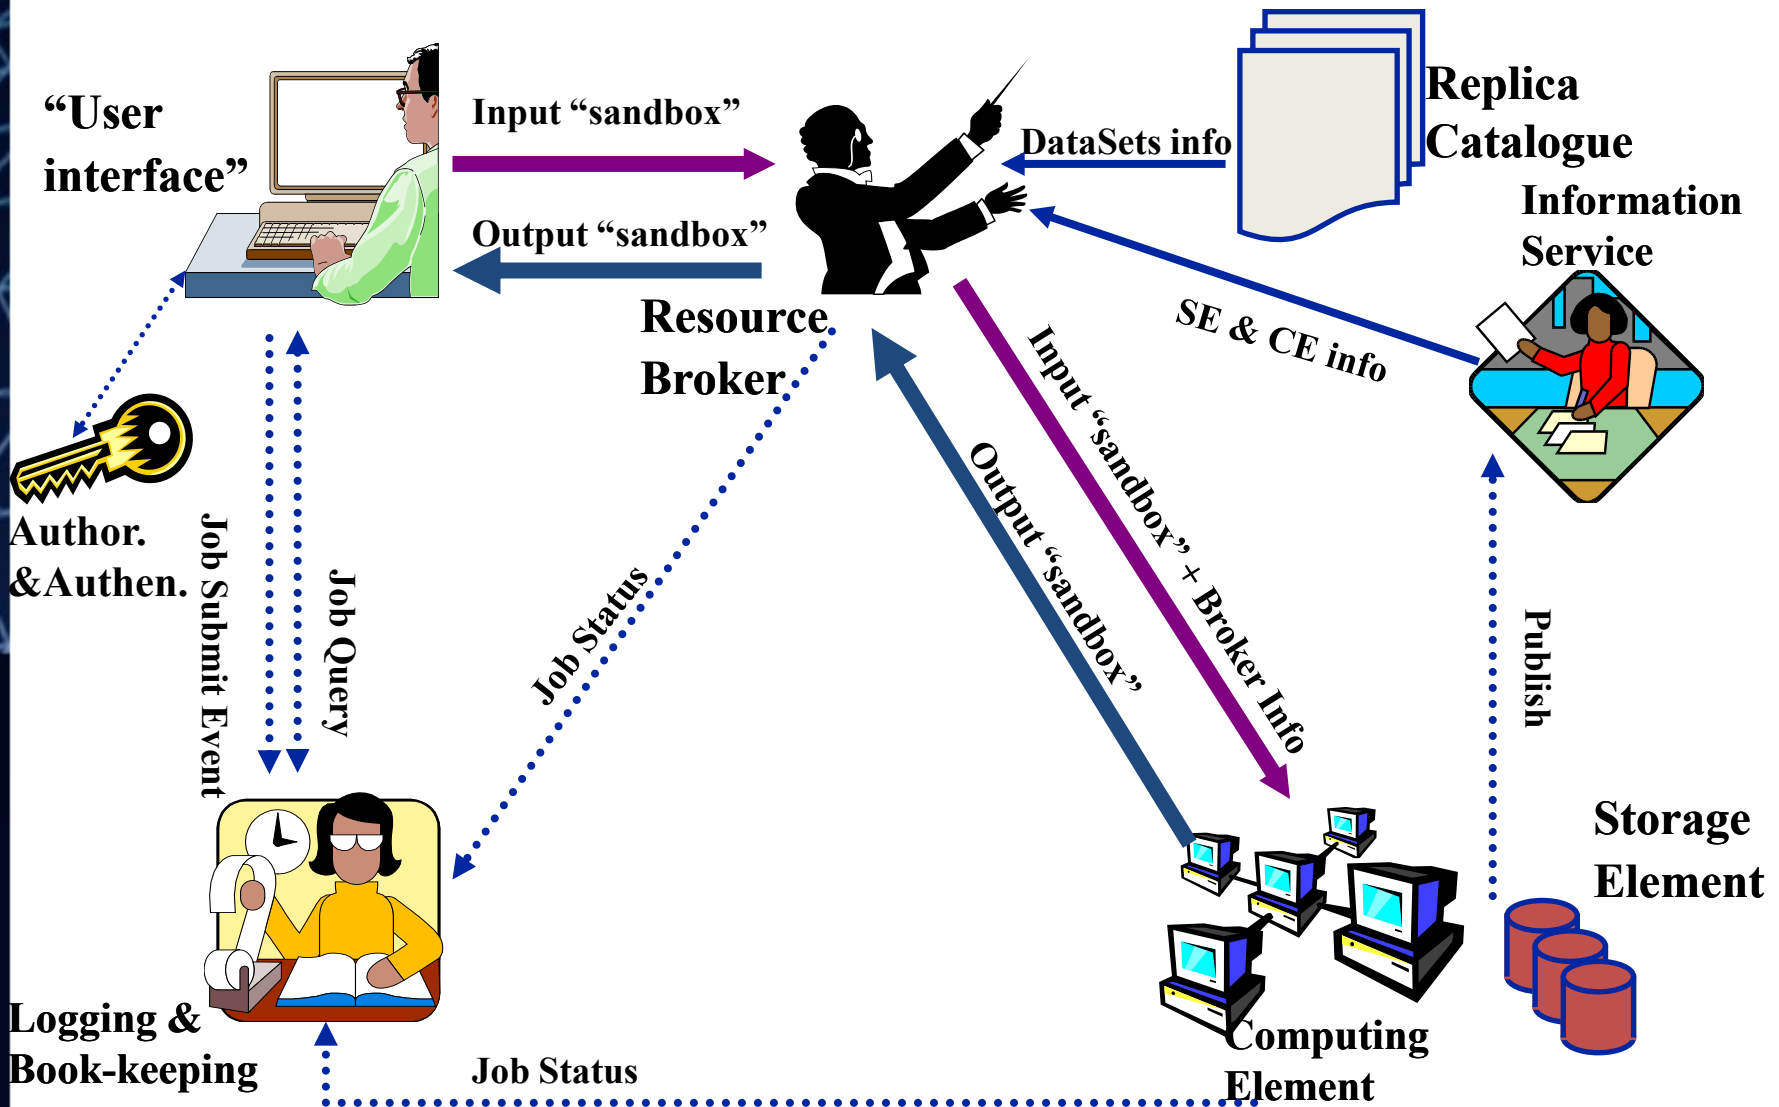 “User
interface”
Input “sandbox”
Output “sandbox”
Resource
Broker
DataSets info
Replica
Catalogue
Information
Service
SE & CE info
Author.
&Authen.
Job Submit Event
Job Query
Job Status
Input “sandbox” + Broker Info
Output “sandbox”
Publish
Storage
Element
Logging &
Book-keeping
Job Status
Computing
Element